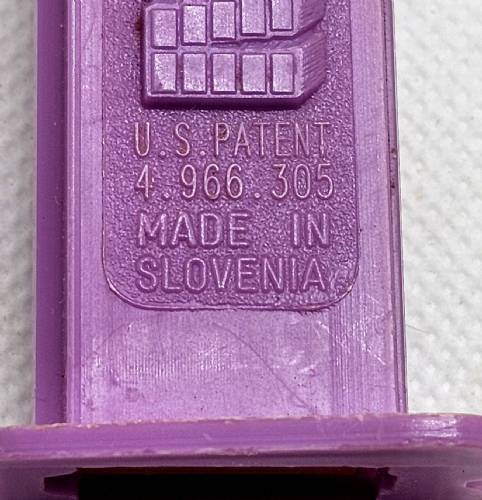 U.S.PATENT
4.966.305
MADE IN
SLOVENIA